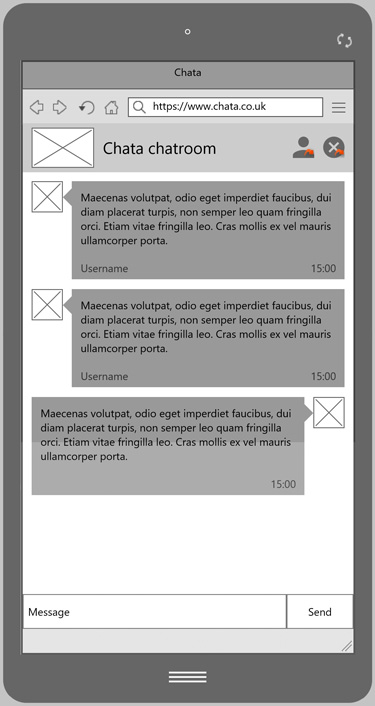 Chata
https://www.chata.co.uk
Chata chatroom
Maecenas volutpat, odio eget imperdiet faucibus, dui
diam placerat turpis, non semper leo quam fringilla
orci. Etiam vitae fringilla leo. Cras mollis ex vel mauris
ullamcorper porta.
Username 15:00
Maecenas volutpat, odio eget imperdiet faucibus, dui
diam placerat turpis, non semper leo quam fringilla
orci. Etiam vitae fringilla leo. Cras mollis ex vel mauris
ullamcorper porta.
Username 15:00
Maecenas volutpat, odio eget imperdiet faucibus, dui
diam placerat turpis, non semper leo quam fringilla
orci. Etiam vitae fringilla leo. Cras mollis ex vel mauris
ullamcorper porta.
15:00
Message Send